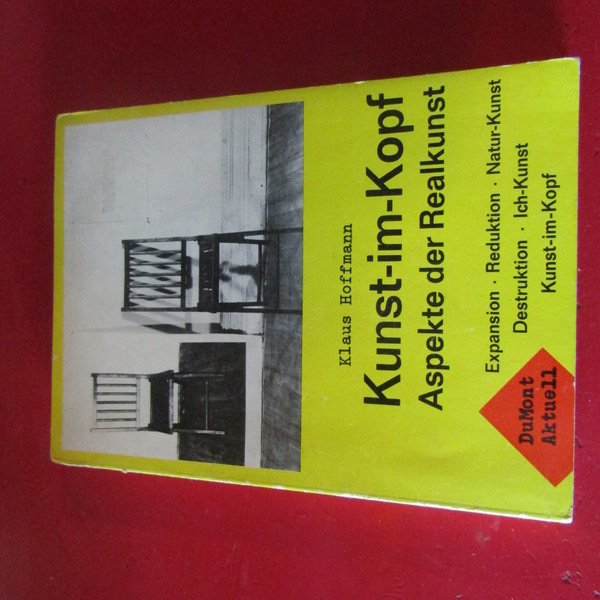 Klaus Hoffmann
Kunst-im-Kopf
Aspekte der Realkunst
Expansion · Reduktion · Natur-Kunst
Destruktion · Ich-Kunst
Kunst-im-Kopf
DuMont
Aktuell